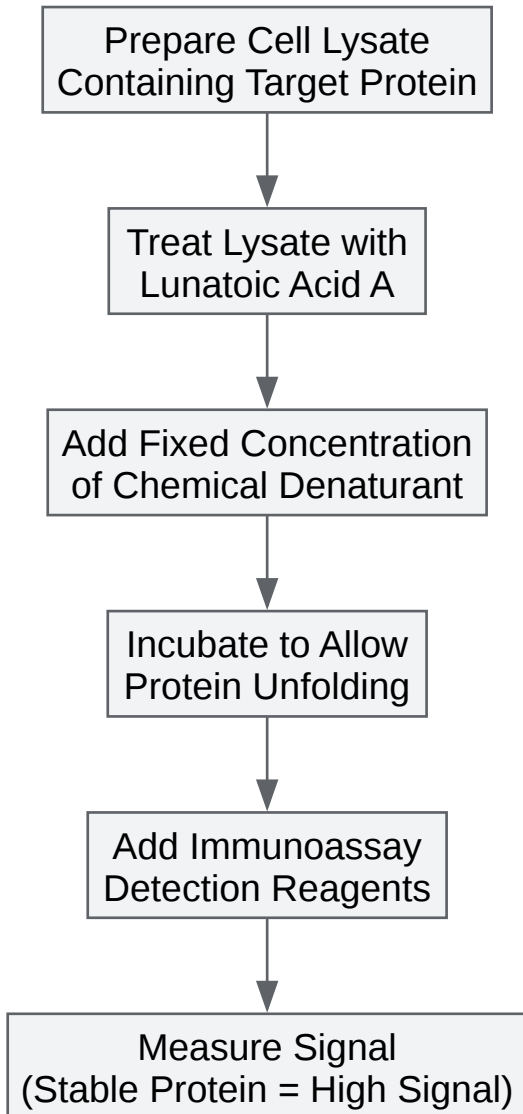 Prepare Cell Lysate
Containing Target Protein
Treat Lysate with
Lunatoic Acid A
Add Fixed Concentration
of Chemical Denaturant
Incubate to Allow
Protein Unfolding
Add Immunoassay
Detection Reagents
Measure Signal
(Stable Protein = High Signal)